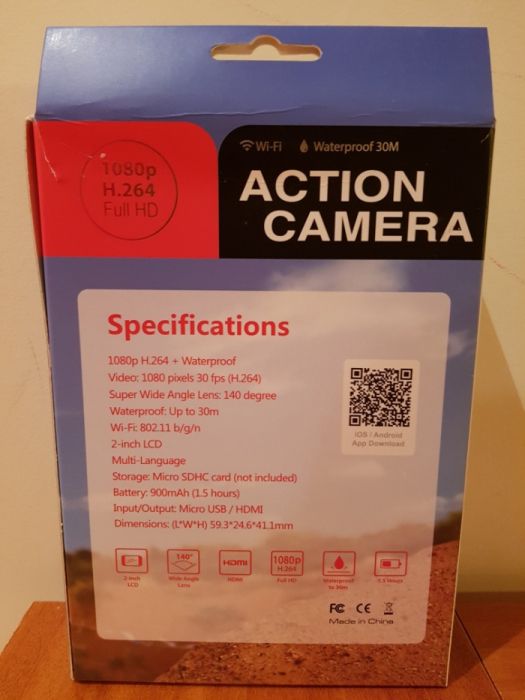 1080p
H.264
Full HD
Wi-Fi Waterproof 30M
ACTION
CAMERA
Specifications
1080p H.264 + Waterproof
Video: 1080 pixels 30 fps (H.264)
Super Wide Angle Lens: 140 degree
Waterproof: Up to 30m
Wi-Fi: 802.11 b/g/n
2-inch LCD
Multi-Language
Storage: Micro SDHC card (not included)
Battery: 900mAh (1.5 hours)
Input/Output: Micro USB / HDMI
Dimensions: (L*W*H) 59.3*24.6*41.1mm
iOS / Android
App Download
2-inch
LCD
140°
Wide Angle
Lens
HDMI
HDMI
1080p
H.264
Full HD
Waterproof
to 30m
1.5 Hours
FC CE
Made in China